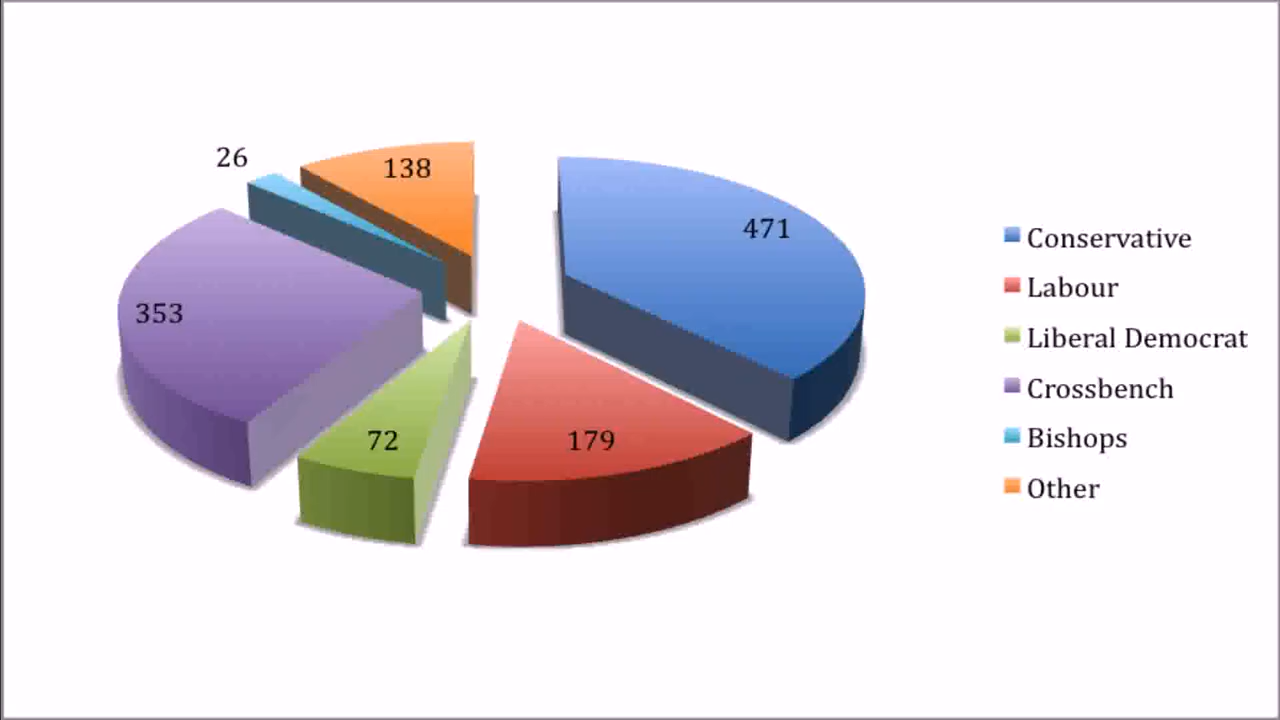 26
138
471
353
72
179
Conservative
Labour
Liberal Democrat
Crossbench
Bishops
Other